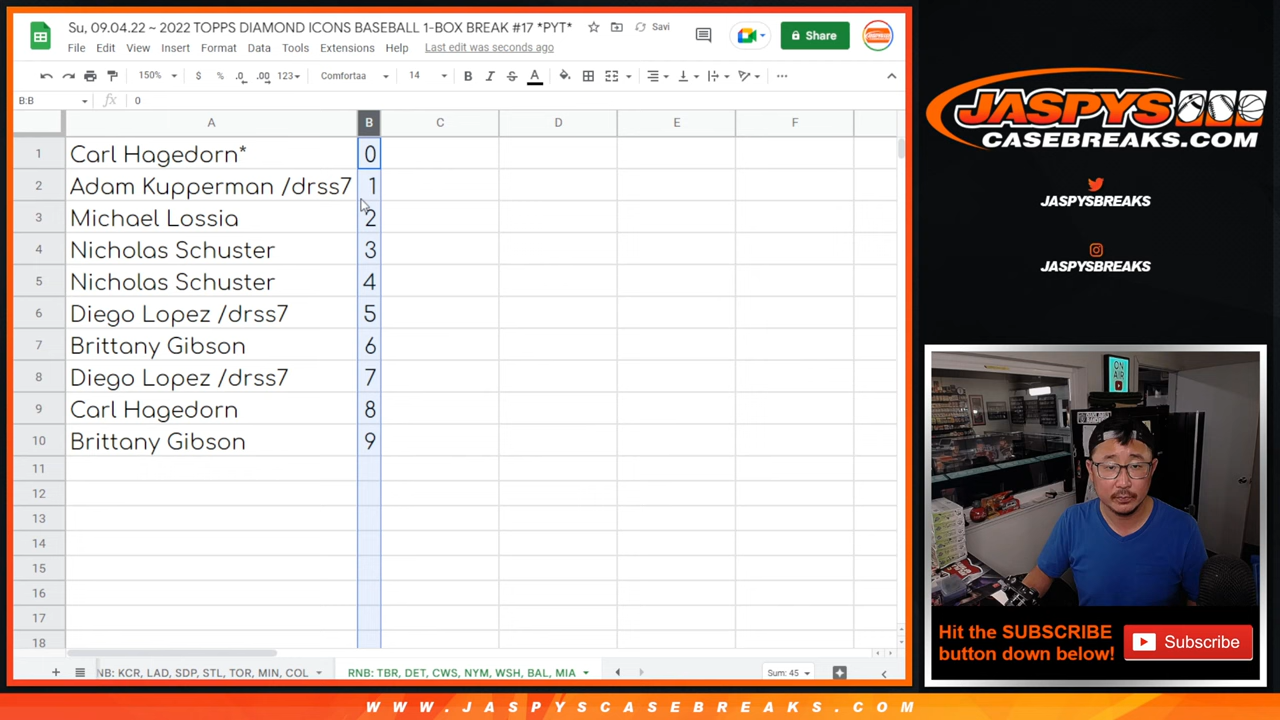 Su, 09.04.22 ~ 2022 TOPPS DIAMOND ICONS BASEBALL 1-BOX BREAK #17 *PYT*
Savi
File Edit View Insert Format Data Tools Extensions Help Last edit was seconds ago
Share
150% $ % .0 .00 123 Comfortaa 14 B I S A
B:B fx 0
A B C D E F
1 Carl Hagedorn* 0
2 Adam Kupperman /drss7 1
3 Michael Lossia 2
4 Nicholas Schuster 3
5 Nicholas Schuster 4
6 Diego Lopez /drss7 5
7 Brittany Gibson 6
8 Diego Lopez /drss7 7
9 Carl Hagedorn 8
10 Brittany Gibson 9
11
12
13
14
15
16
17
18
NB: KCR, LAD, SDP, STL, TOR, MIN, COL
RNB: TBR, DET, CWS, NYM, WSH, BAL, MIA
Sum: 45
JASPYS
CASEBREAKS.COM
JASPYSBREAKS
JASPYSBREAKS
ON AIR
Hit the SUBSCRIBE
button down below!
Subscribe
WWW.JASPYSCASEBREAKS.COM